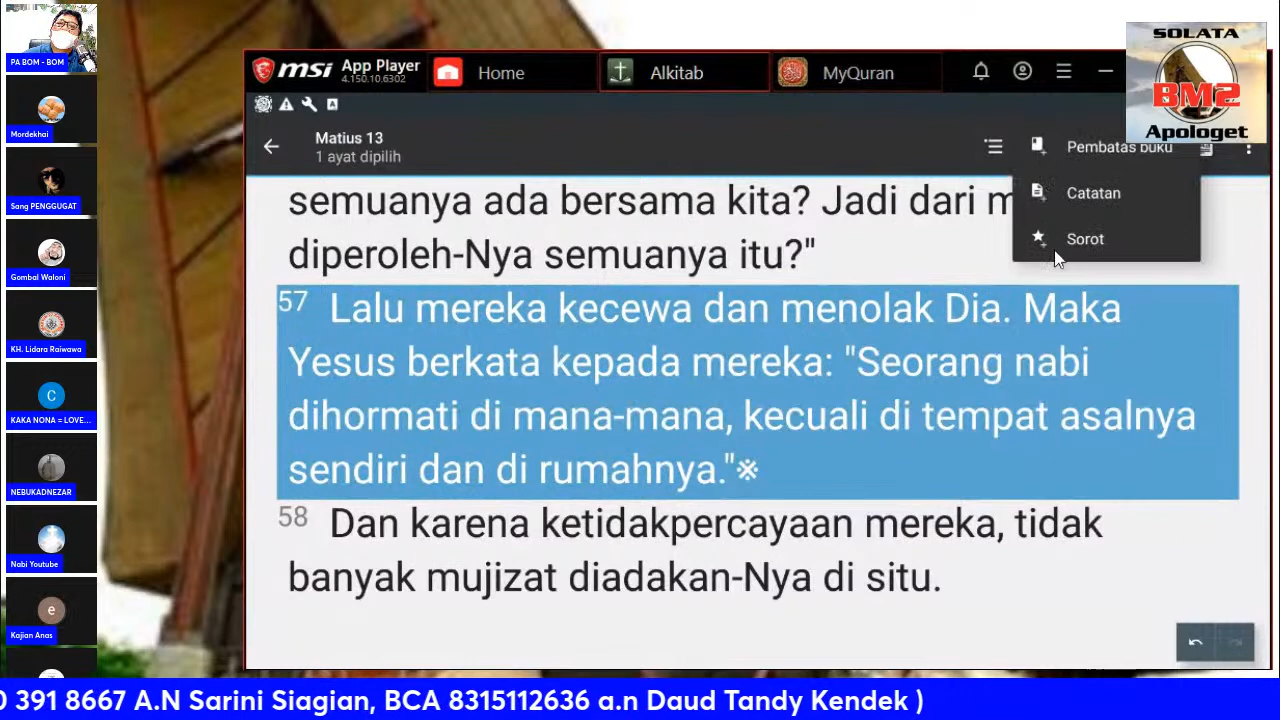 PA BOM - BOM
Mordekhai
Sang PENGGUGAT
Gombal Waloni
KH. Lidara Raiwawa
C
KAKA NONA = LOVE...
NEBUKADNEZAR
Nabi Youtube
e
Kajian Anas
msi App Player
4.150.10.6302
Home
Alkitab
MyQuran
SOLATA
BM2
Apologet
A
Matius 13
1 ayat dipilih
Pembatas buku
Catatan
Sorot
semuanya ada bersama kita? Jadi dari m
diperoleh-Nya semuanya itu?"
57 Lalu mereka kecewa dan menolak Dia. Maka
Yesus berkata kepada mereka: "Seorang nabi
dihormati di mana-mana, kecuali di tempat asalnya
sendiri dan di rumahnya."※
58 Dan karena ketidakpercayaan mereka, tidak
banyak mujizat diadakan-Nya di situ.
0 391 8667 A.N Sarini Siagian, BCA 8315112636 a.n Daud Tandy Kendek )